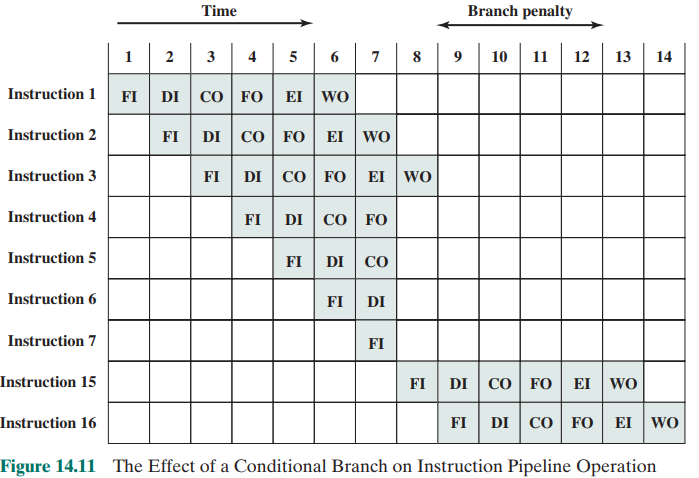 Time Branch penalty
1 2 3 4 5 6 7 8 9 10 11 12 13 14
Instruction 1 FI DI CO FO EI WO
Instruction 2 FI DI CO FO EI WO
Instruction 3 FI DI CO FO EI WO
Instruction 4 FI DI CO FO
Instruction 5 FI DI CO
Instruction 6 FI DI
Instruction 7 FI
Instruction 15 FI DI CO FO EI WO
Instruction 16 FI DI CO FO EI WO
Figure 14.11 The Effect of a Conditional Branch on Instruction Pipeline Operation